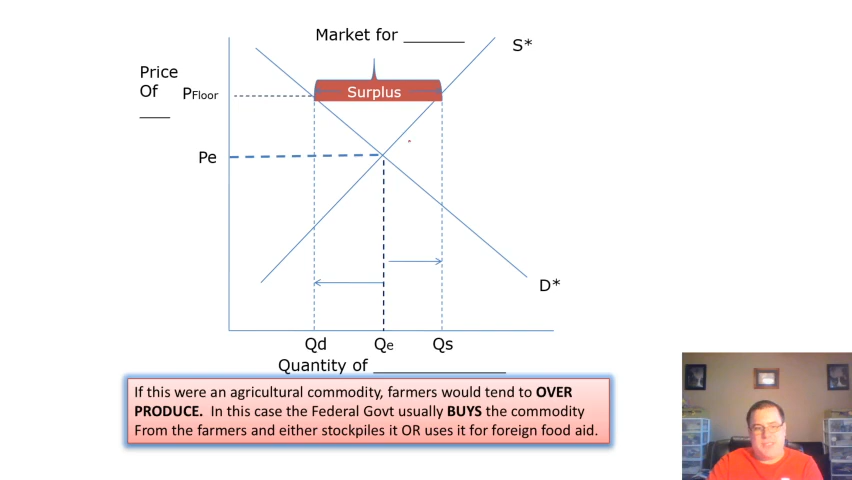 Market for _______
S*
Price
Of
____
PFloor
Surplus
Pe
D*
Qd
Qe
Qs
Quantity of _______________
If this were an agricultural commodity, farmers would tend to OVER
PRODUCE. In this case the Federal Govt usually BUYS the commodity
From the farmers and either stockpiles it OR uses it for foreign food aid.